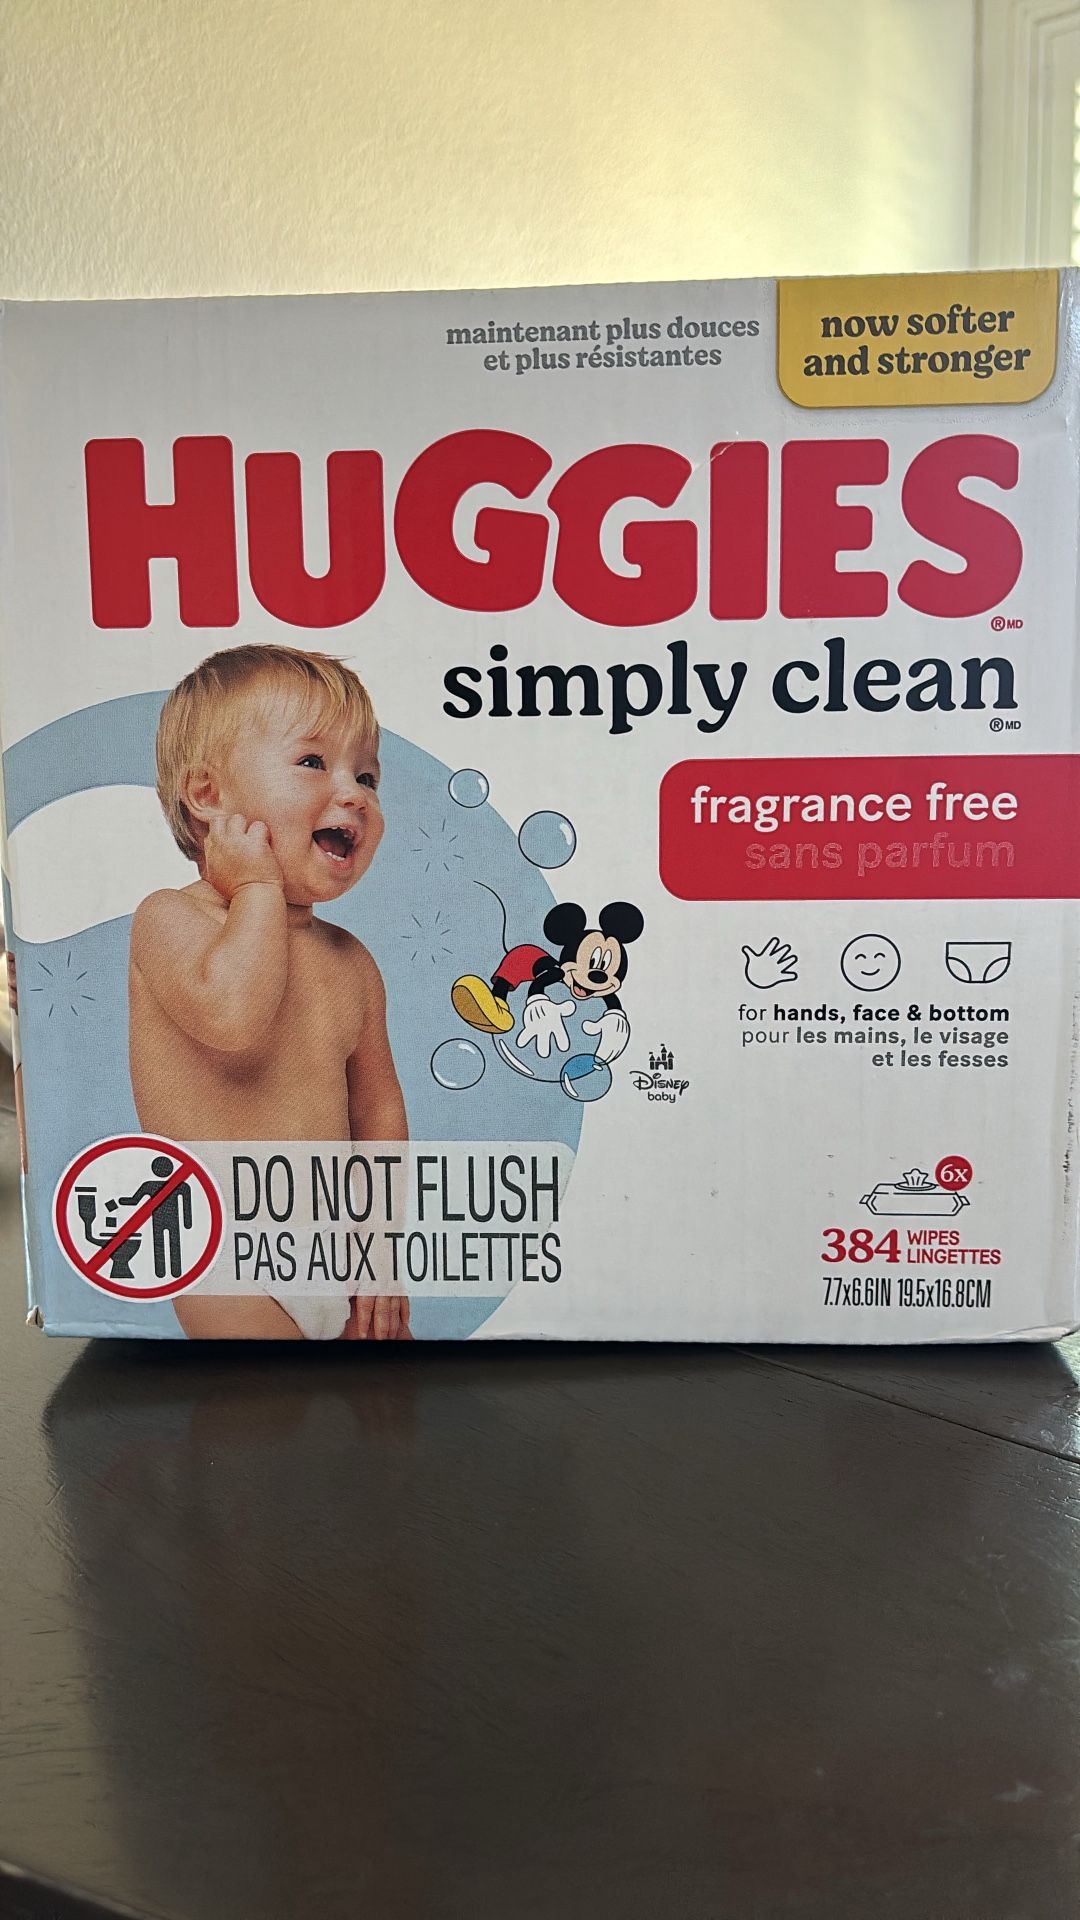 maintenant plus douces
et plus résistantes
now softer
and stronger
HUGGIES
®MD
simply clean
®MD
fragrance free
sans parfum
for hands, face & bottom
pour les mains, le visage
et les fesses
Disney
baby
DO NOT FLUSH
PAS AUX TOILETTES
6x
384 WIPES
LINGETTES
7.7x6.6IN 19.5x16.8CM